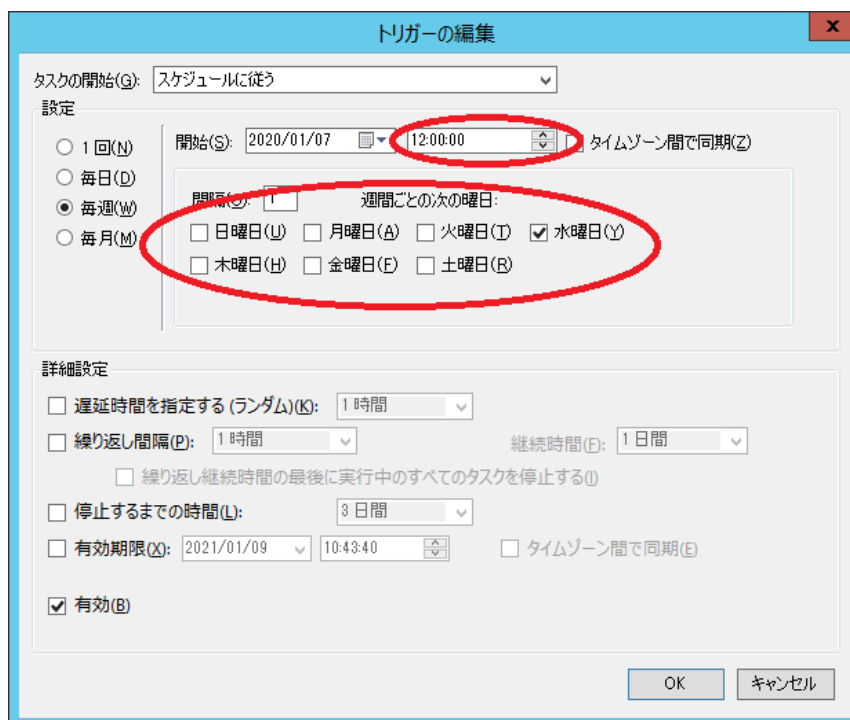 トリガーの編集
x
タスクの開始(G): スケジュールに従う
設定
1回(N)
毎日(D)
毎週(W)
毎月(M)
開始(S): 2020/01/07 12:00:00 タイムゾーン間で同期(Z)
間隔(O): 1 週間ごとの次の曜日:
日曜日(U) 月曜日(A) 火曜日(T) 水曜日(Y)
木曜日(H) 金曜日(F) 土曜日(R)
詳細設定
遅延時間を指定する (ランダム)(K): 1 時間
繰り返し間隔(P): 1 時間 継続時間(F): 1 日間
繰り返し継続時間の最後に実行中のすべてのタスクを停止する(I)
停止するまでの時間(L): 3 日間
有効期限(X): 2021/01/09 10:43:40 タイムゾーン間で同期(E)
有効(B)
OK キャンセル